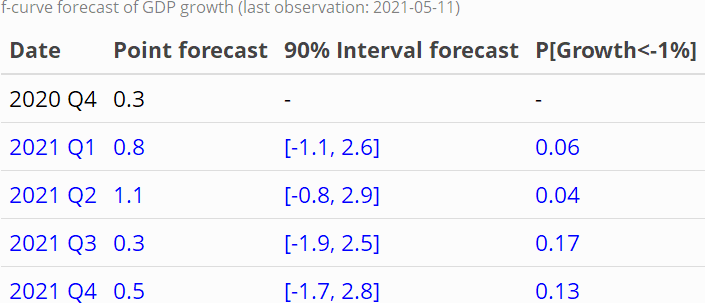 f-curve forecast of GDP growth (last observation: 2021-05-11)
Date Point forecast 90% Interval forecast P[Growth<-1%]
2020 Q4 0.3 - -
2021 Q1 0.8 [-1.1, 2.6] 0.06
2021 Q2 1.1 [-0.8, 2.9] 0.04
2021 Q3 0.3 [-1.9, 2.5] 0.17
2021 Q4 0.5 [-1.7, 2.8] 0.13